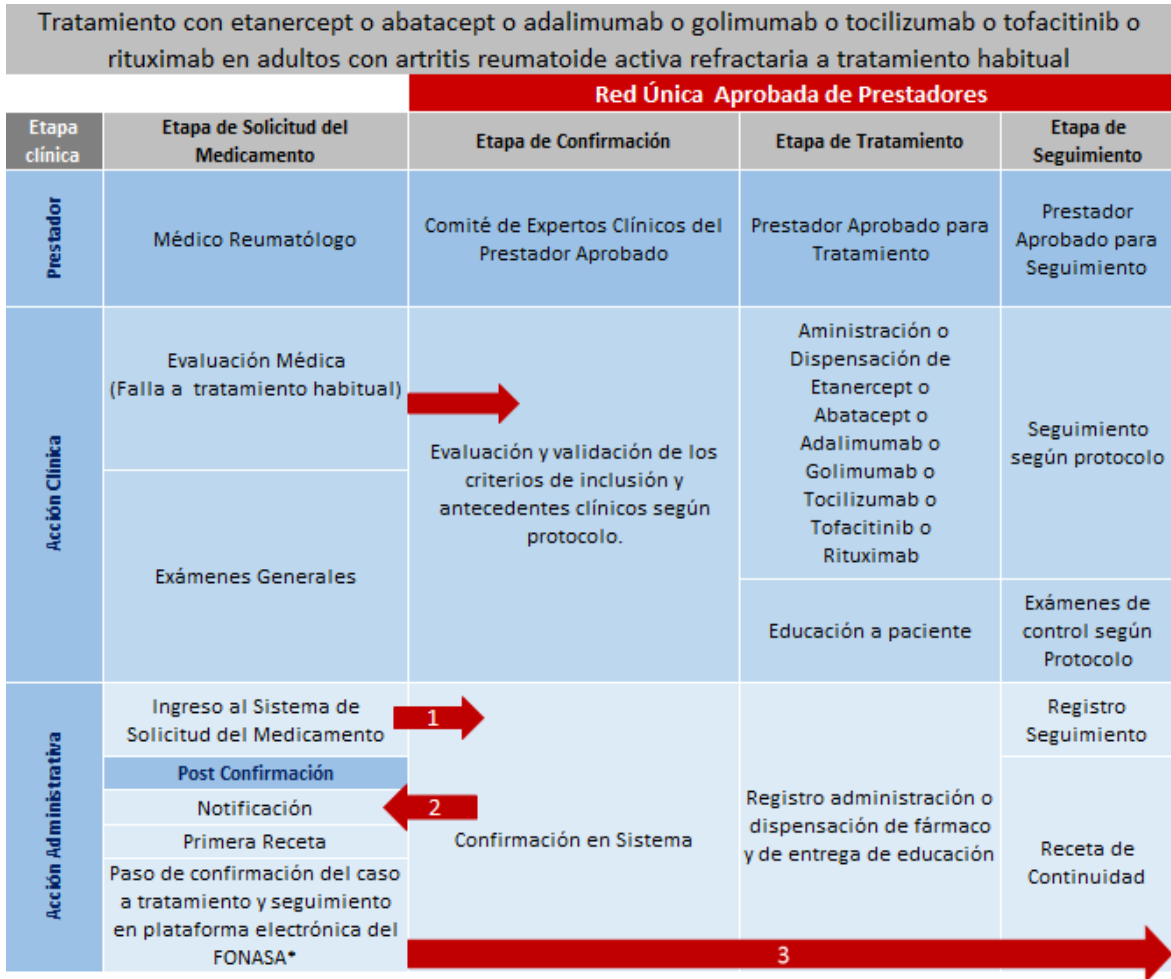 Tratamiento con etanercept o abatacept o adalimumab o golimumab o tocilizumab o tofacitinib o
rituximab en adultos con artritis reumatoide activa refractaria a tratamiento habitual
Red Única Aprobada de Prestadores
Etapa
clínica
Etapa de Solicitud del
Medicamento
Etapa de Confirmación
Etapa de Tratamiento
Etapa de
Seguimiento
Prestador
Médico Reumatólogo
Comité de Expertos Clínicos del
Prestador Aprobado
Prestador Aprobado para
Tratamiento
Prestador
Aprobado para
Seguimiento
Acción Clínica
Evaluación Médica
(Falla a tratamiento habitual)
Exámenes Generales
Evaluación y validación de los
criterios de inclusión y
antecedentes clínicos según
protocolo.
Aministración o
Dispensación de
Etanercept o
Abatacept o
Adalimumab o
Golimumab o
Tocilizumab o
Tofacitinib o
Rituximab
Educación a paciente
Seguimiento
según protocolo
Exámenes de
control según
Protocolo
Acción Administrativa
Ingreso al Sistema de
Solicitud del Medicamento
1
Post Confirmación
Notificación
2
Primera Receta
Paso de confirmación del caso
a tratamiento y seguimiento
en plataforma electrónica del
FONASA*
Confirmación en Sistema
Registro administración o
dispensación de fármaco
y de entrega de educación
Registro
Seguimiento
Receta de
Continuidad
3